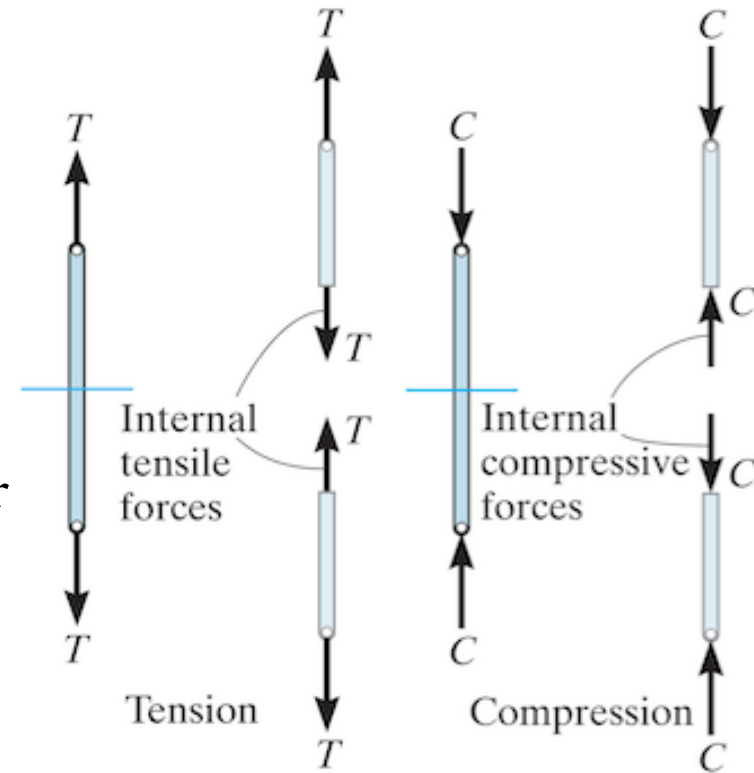 T
T
C
C
T
C
T
Internal
tensile
forces
T
Internal
compressive
forces
C
r
T
C
Tension
Compression
T
C